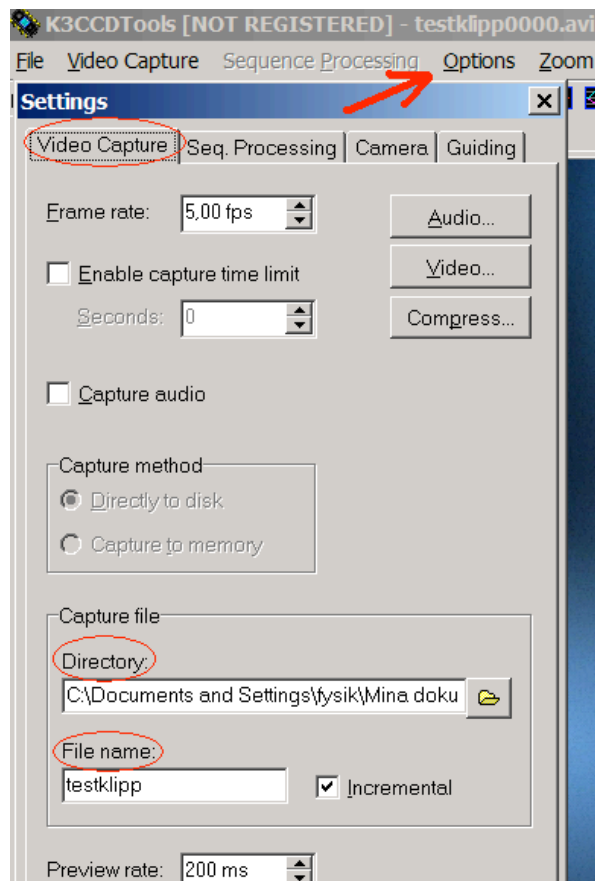 K3CCDTools [NOT REGISTERED] - testklipp0000.avi
File Video Capture Sequence Processing Options Zoom
Settings
Video Capture Seq. Processing Camera Guiding
Frame rate: 5,00 fps Audio...
Enable capture time limit Video...
Seconds: 0 Compress...
Capture audio
Capture method
Directly to disk
Capture to memory
Capture file
Directory:
C:\Documents and Settings\fysik\Mina doku
File name:
testklipp Incremental
Preview rate: 200 ms